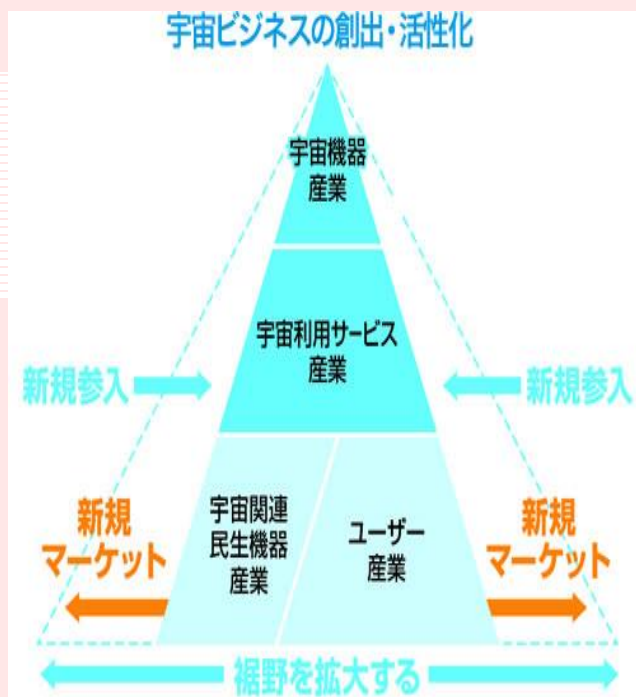 宇宙ビジネスの創出・活性化
宇宙機器
産業
宇宙利用サービス
産業
新規参入
新規参入
宇宙関連
民生機器
産業
ユーザー
産業
新規
マーケット
新規
マーケット
裾野を拡大する